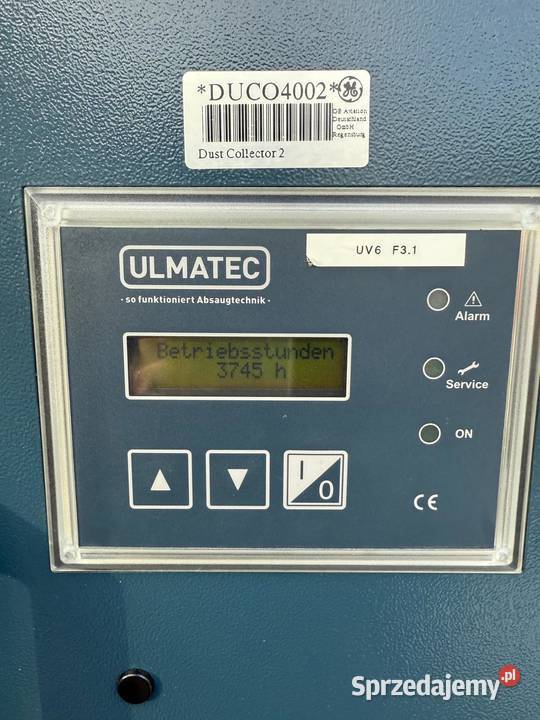 *DUCO4002*
GE Aviation
Deutschland
GmbH
Regensburg
Dust Collector 2
ULMATEC
· so funktioniert Absaugtechnik ·
UV6 F3.1
Alarm
Betriebsstunden
3745 h
Service
ON
I
0
CE
Sprzedajemy.pl